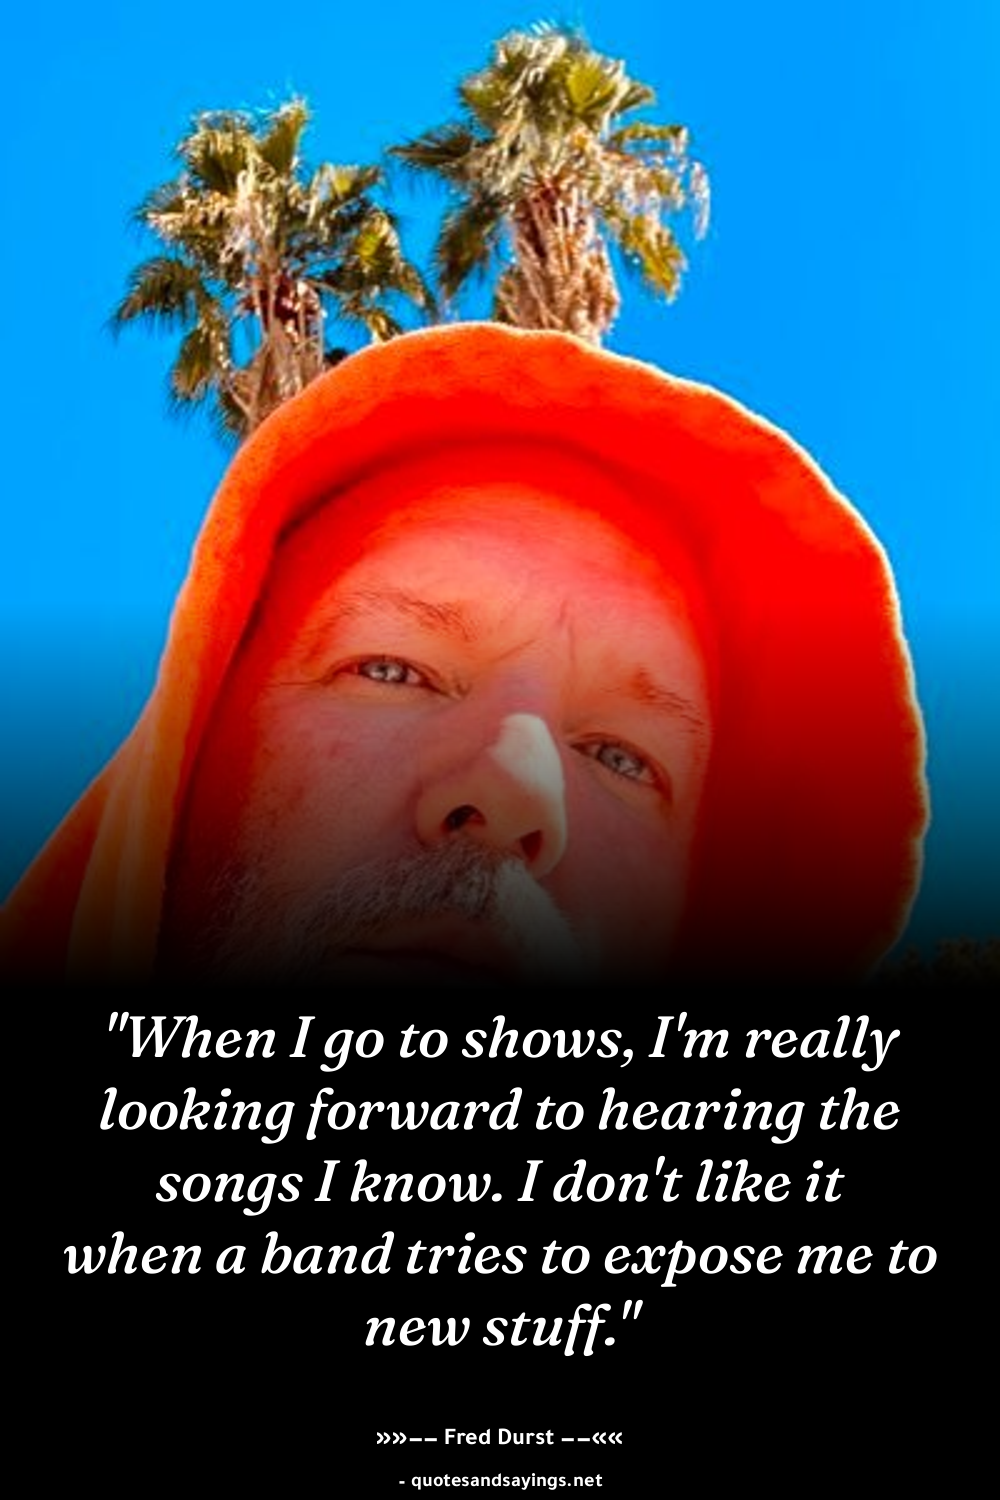 "When I go to shows, I'm really
looking forward to hearing the
songs I know. I don't like it
when a band tries to expose me to
new stuff."
»»–– Fred Durst ––««
- quotesandsayings.net